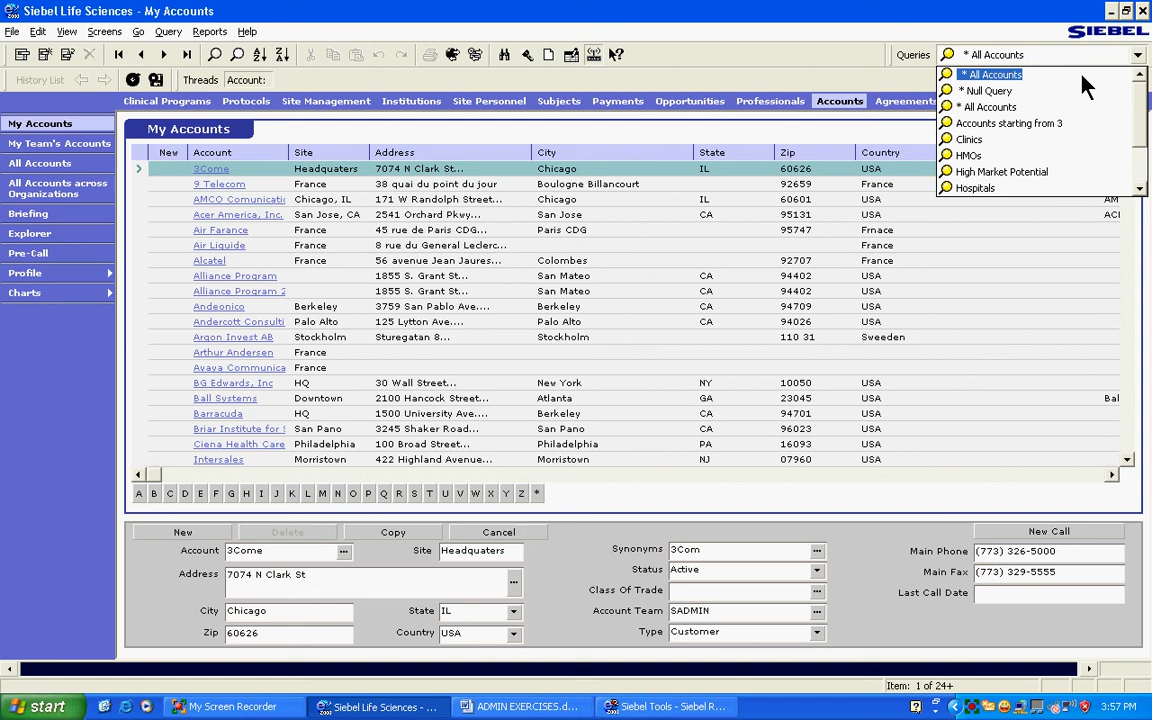 Siebel Life Sciences - My Accounts
File Edit View Screens Go Query Reports Help
SIEBEL
Queries * All Accounts
History List Threads Account:
* All Accounts
* Null Query
* All Accounts
Accounts starting from 3
Clinics
HMOs
High Market Potential
Hospitals
Clinical Programs Protocols Site Management Institutions Site Personnel Subjects Payments Opportunities Professionals Accounts Agreements
My Accounts
My Team's Accounts
All Accounts
All Accounts across
Organizations
Briefing
Explorer
Pre-Call
Profile
Charts
My Accounts
New Account Site Address City State Zip Country
3Come Headquaters 7074 N Clark St... Chicago IL 60626 USA
9 Telecom France 38 quai du point du jour Boulogne Billancourt 92659 France
AMCO Comunicatio Chicago, IL 171 W Randolph Street... Chicago IL 60601 USA AM
Acer America, Inc. San Jose, CA 2541 Orchard Pkwy... San Jose CA 95131 USA ACI
Air Farance France 45 rue de Paris CDG... Paris CDG 95747 Frnace
Air Liquide France 8 rue du General Leclerc... France
Alcatel France 56 avenue Jean Jaures... Colombes 92707 France
Alliance Program 1855 S. Grant St... San Mateo CA 94402 USA
Alliance Program 2 1855 S. Grant St... San Mateo CA 94402 USA
Andeonico Berkeley 3759 San Pablo Ave.... Berkeley CA 94709 USA
Andercott Consulti Palo Alto 125 Lytton Ave.... Palo Alto CA 94026 USA
Argon Invest AB Stockholm Sturegatan 8... Stockholm 110 31 Sweeden
Arthur Andersen France
Avaya Communica France
BG Edwards, Inc HQ 30 Wall Street... New York NY 10050 USA
Ball Systems Downtown 2100 Hancock Street... Atlanta GA 23045 USA Bal
Barracuda HQ 1500 University Ave.... Berkeley CA 94701 USA
Briar Institute for San Pano 3245 Shaker Road... San Pano CA 96023 USA
Ciena Health Care Philadelphia 100 Broad Street... Philadelphia PA 16093 USA
Intersales Morristown 422 Highland Avenue... Morristown NJ 07960 USA
A B C D E F G H I J K L M N O P Q R S T U V W X Y Z *
New Delete Copy Cancel New Call
Account 3Come Site Headquaters Synonyms 3Com Main Phone (773) 326-5000
Address 7074 N Clark St Status Active Main Fax (773) 329-5555
Class Of Trade Last Call Date
City Chicago State IL Account Team SADMIN
Zip 60626 Country USA Type Customer
Item: 1 of 24+
start My Screen Recorder Siebel Life Sciences - ... ADMIN EXERCISES.d... Siebel Tools - Siebel R... 3:57 PM